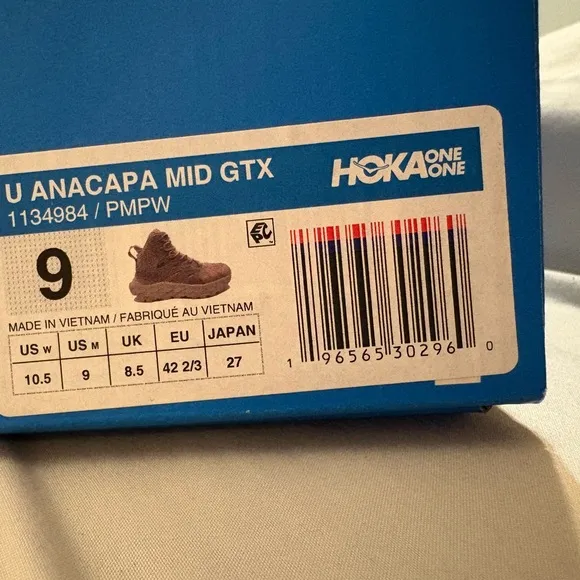 U ANACAPA MID GTX
1134984 / PMPW
HOKA ONE ONE
9
EPC
MADE IN VIETNAM / FABRIQUÉ AU VIETNAM
US W US M UK EU JAPAN
10.5 9 8.5 42 2/3 27
1 96565 30296 0